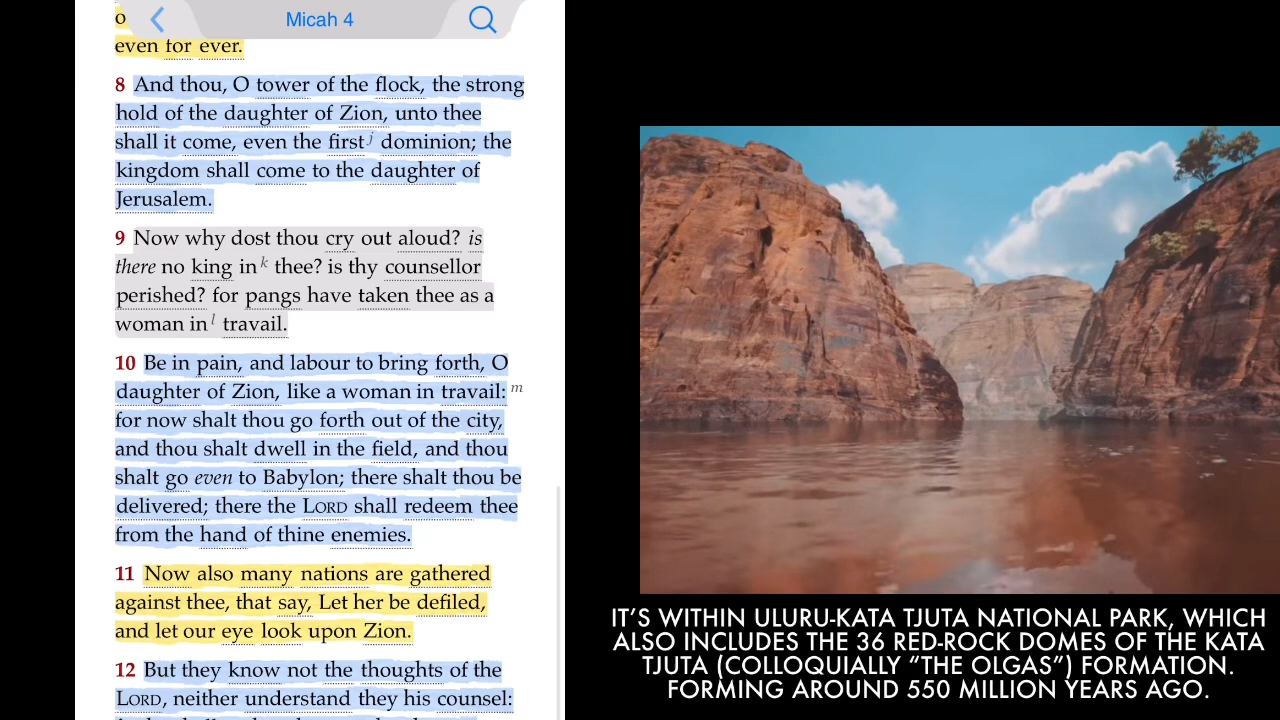 Micah 4
o
even for ever.
8 And thou, O tower of the flock, the strong
hold of the daughter of Zion, unto thee
shall it come, even the first j dominion; the
kingdom shall come to the daughter of
Jerusalem.
9 Now why dost thou cry out aloud? is
there no king in k thee? is thy counsellor
perished? for pangs have taken thee as a
woman in l travail.
10 Be in pain, and labour to bring forth, O
daughter of Zion, like a woman in travail: m
for now shalt thou go forth out of the city,
and thou shalt dwell in the field, and thou
shalt go even to Babylon; there shalt thou be
delivered; there the LORD shall redeem thee
from the hand of thine enemies.
11 Now also many nations are gathered
against thee, that say, Let her be defiled,
and let our eye look upon Zion.
12 But they know not the thoughts of the
LORD, neither understand they his counsel:
IT'S WITHIN ULURU-KATA TJUTA NATIONAL PARK, WHICH
ALSO INCLUDES THE 36 RED-ROCK DOMES OF THE KATA
TJUTA (COLLOQUIALLY “THE OLGAS”) FORMATION.
FORMING AROUND 550 MILLION YEARS AGO.